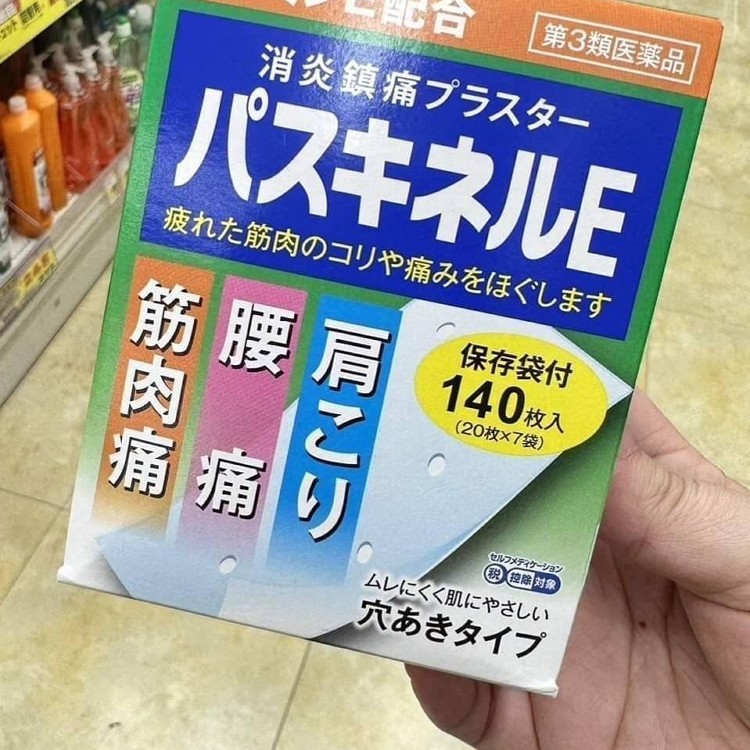 配合
第3類医薬品
消炎鎮痛プラスター
パスキネルE
疲れた筋肉のコリや痛みをほぐします
筋肉痛
腰痛
肩こり
保存袋付
140枚入
(20枚×7袋)
セルフメディケーション
税 控除 対象
ムレにくく肌にやさしい
穴あきタイプ